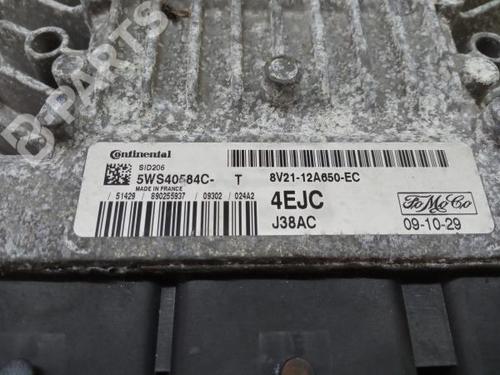 B-PARTS
Continental
SID206
5WS40584C- T
MADE IN FRANCE
/ 51429 / 890255937 / 09302 / 024A2
8V21-12A650-EC
4EJC
J38AC
FoMoCo
09-10-29